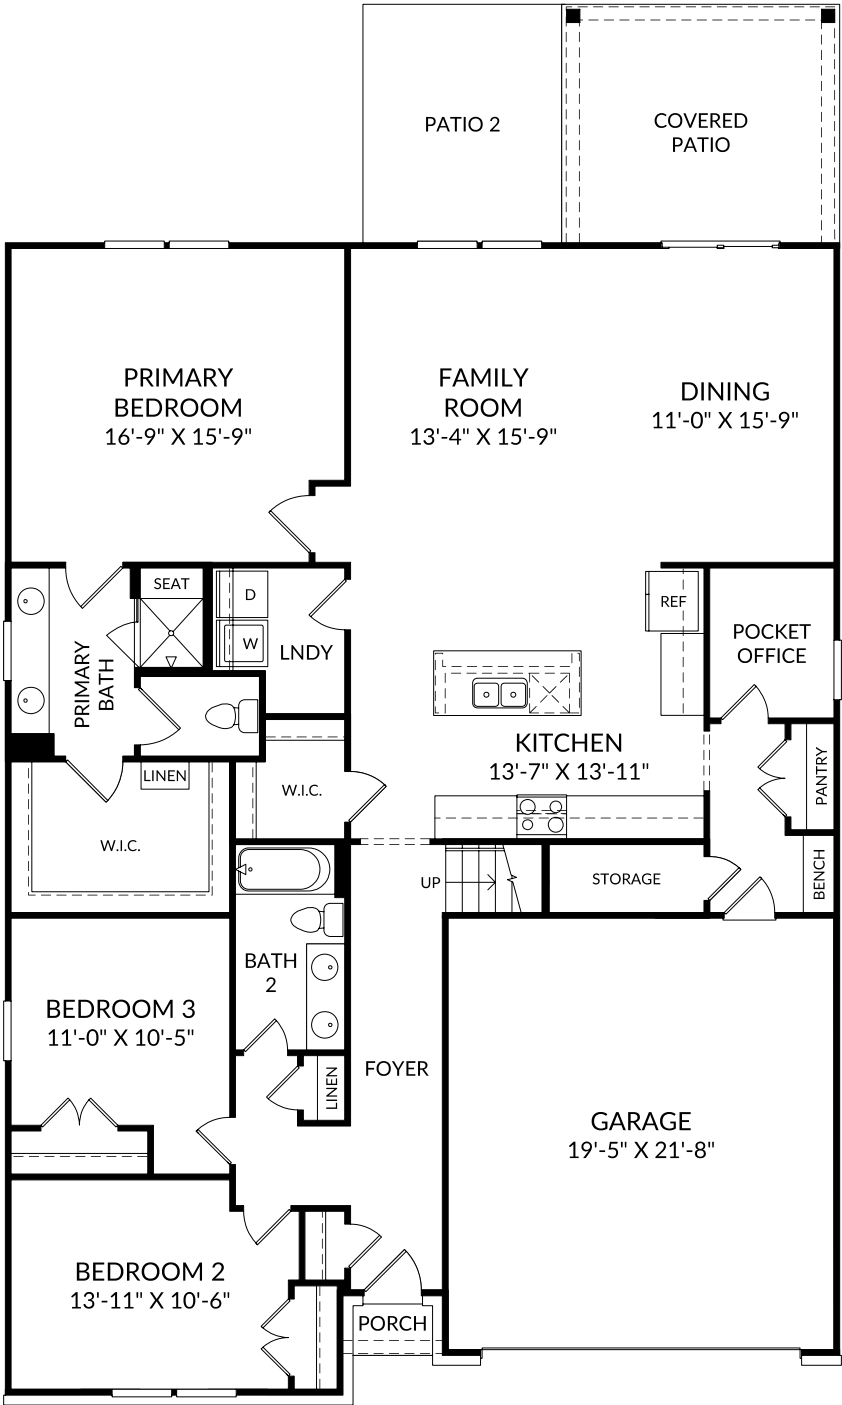 PATIO 2
COVERED
PATIO
PRIMARY
BEDROOM
16'-9" X 15'-9"
FAMILY
ROOM
13'-4" X 15'-9"
DINING
11'-0" X 15'-9"
SEAT
D
W
LNDY
PRIMARY
BATH
REF
POCKET
OFFICE
KITCHEN
13'-7" X 13'-11"
LINEN
W.I.C.
W.I.C.
PANTRY
UP
STORAGE
BENCH
BATH
2
BEDROOM 3
11'-0" X 10'-5"
LINEN
FOYER
GARAGE
19'-5" X 21'-8"
BEDROOM 2
13'-11" X 10'-6"
PORCH